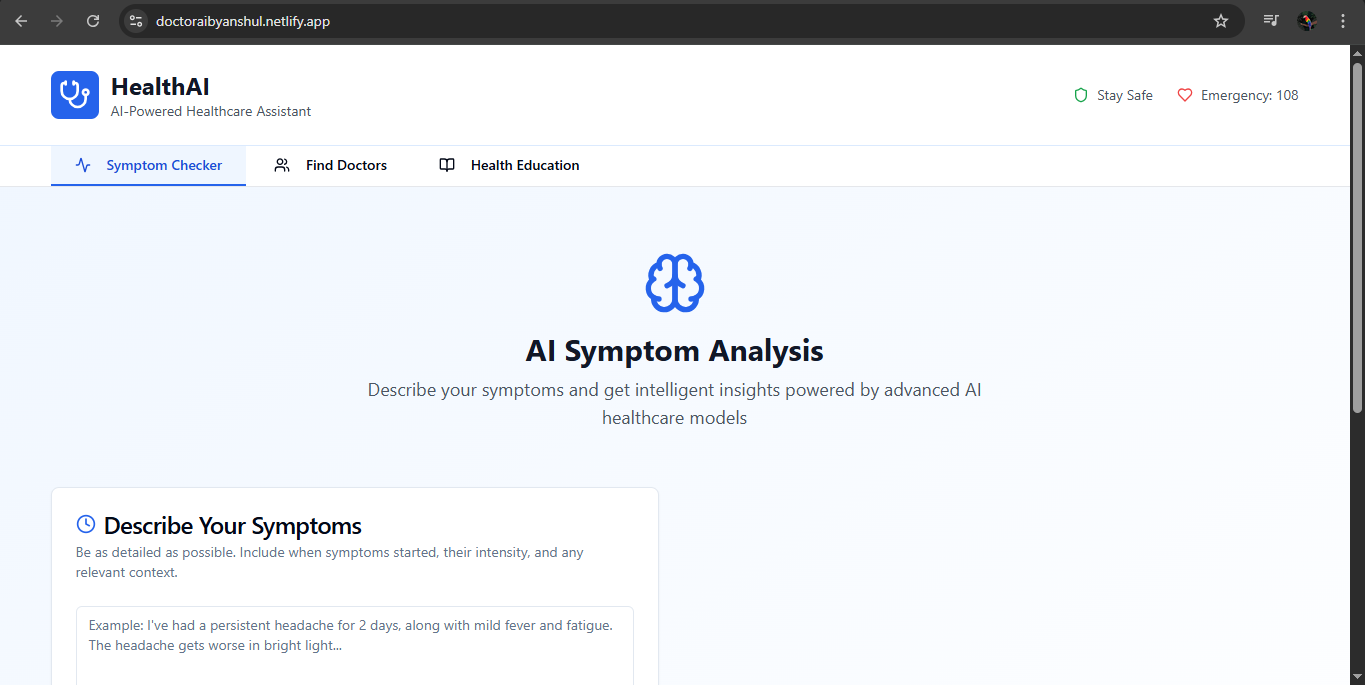 doctoraibyanshul.netlify.app
HealthAI
AI-Powered Healthcare Assistant
Stay Safe
Emergency: 108
Symptom Checker
Find Doctors
Health Education
AI Symptom Analysis
Describe your symptoms and get intelligent insights powered by advanced AI
healthcare models
Describe Your Symptoms
Be as detailed as possible. Include when symptoms started, their intensity, and any
relevant context.
Example: I've had a persistent headache for 2 days, along with mild fever and fatigue.
The headache gets worse in bright light...